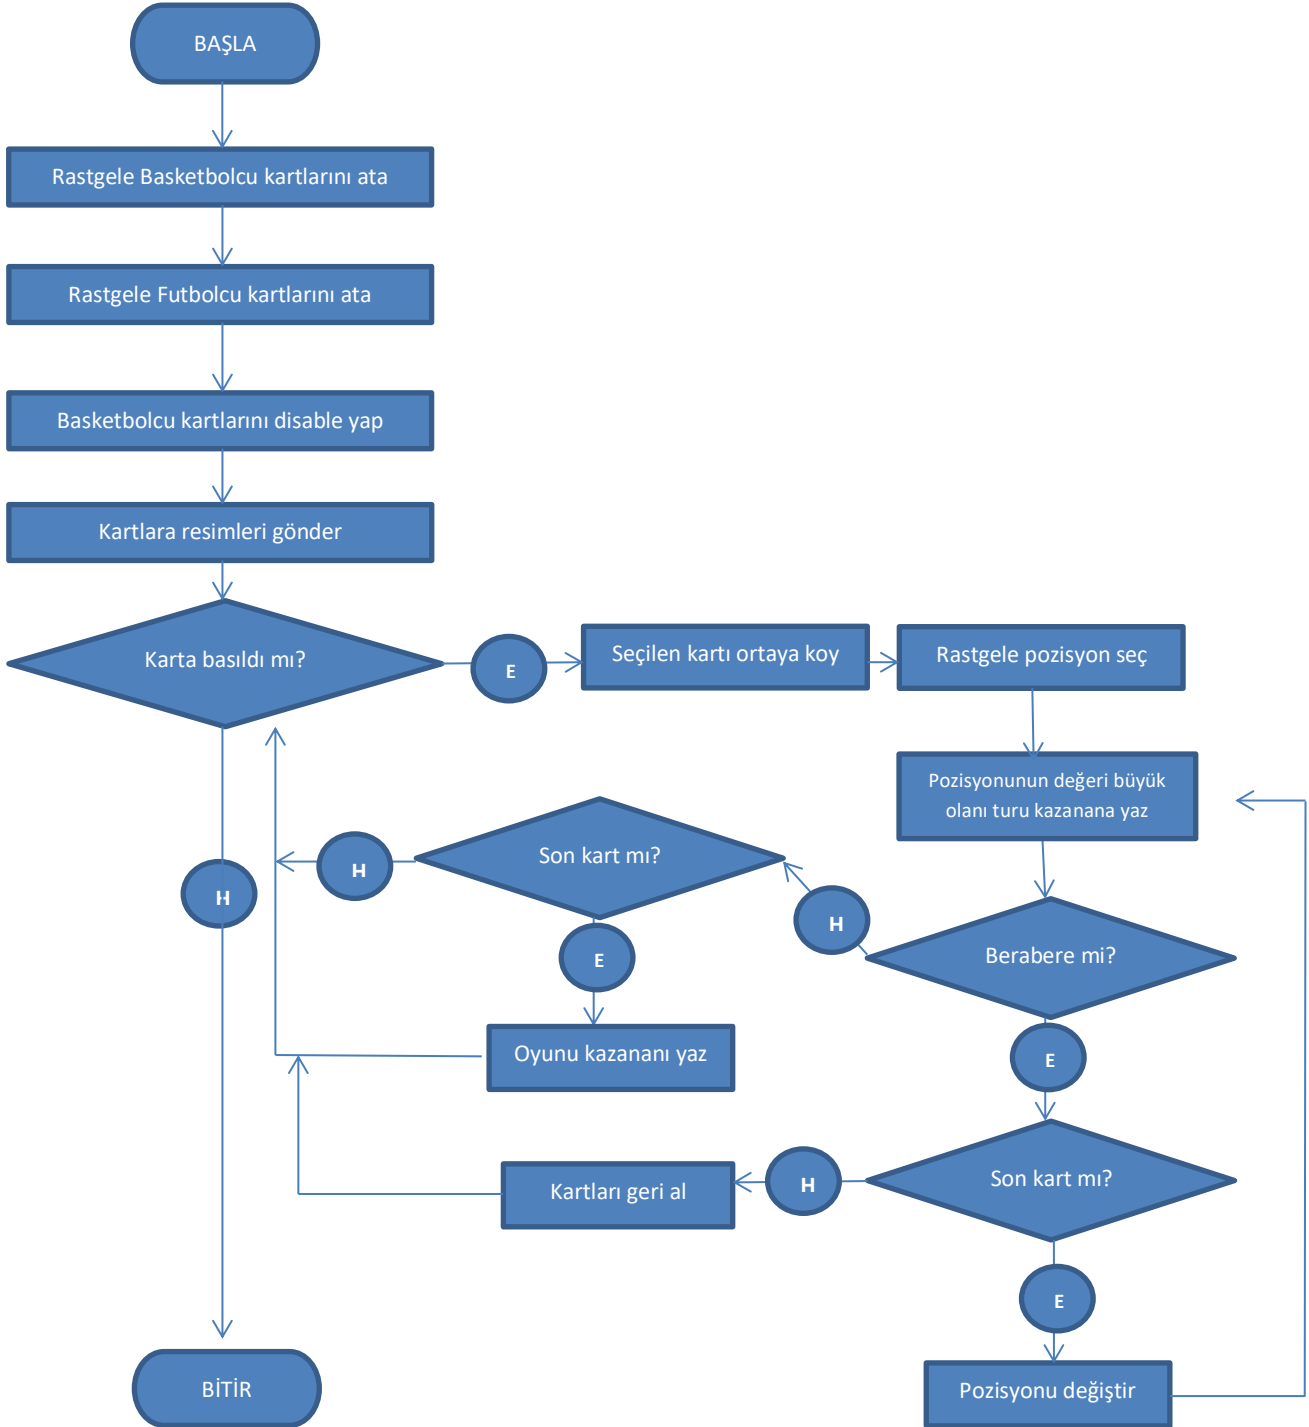 BAŞLA
Rastgele Basketbolcu kartlarını ata
Rastgele Futbolcu kartlarını ata
Basketbolcu kartlarını disable yap
Kartlara resimleri gönder
Karta basıldı mı?
E
Seçilen kartı ortaya koy
Rastgele pozisyon seç
Pozisyonunun değeri büyük
olanı turu kazanana yaz
Son kart mı?
H
H
H
Berabere mi?
E
Oyunu kazananı yaz
E
Son kart mı?
H
Kartları geri al
E
Pozisyonu değiştir
BİTİR